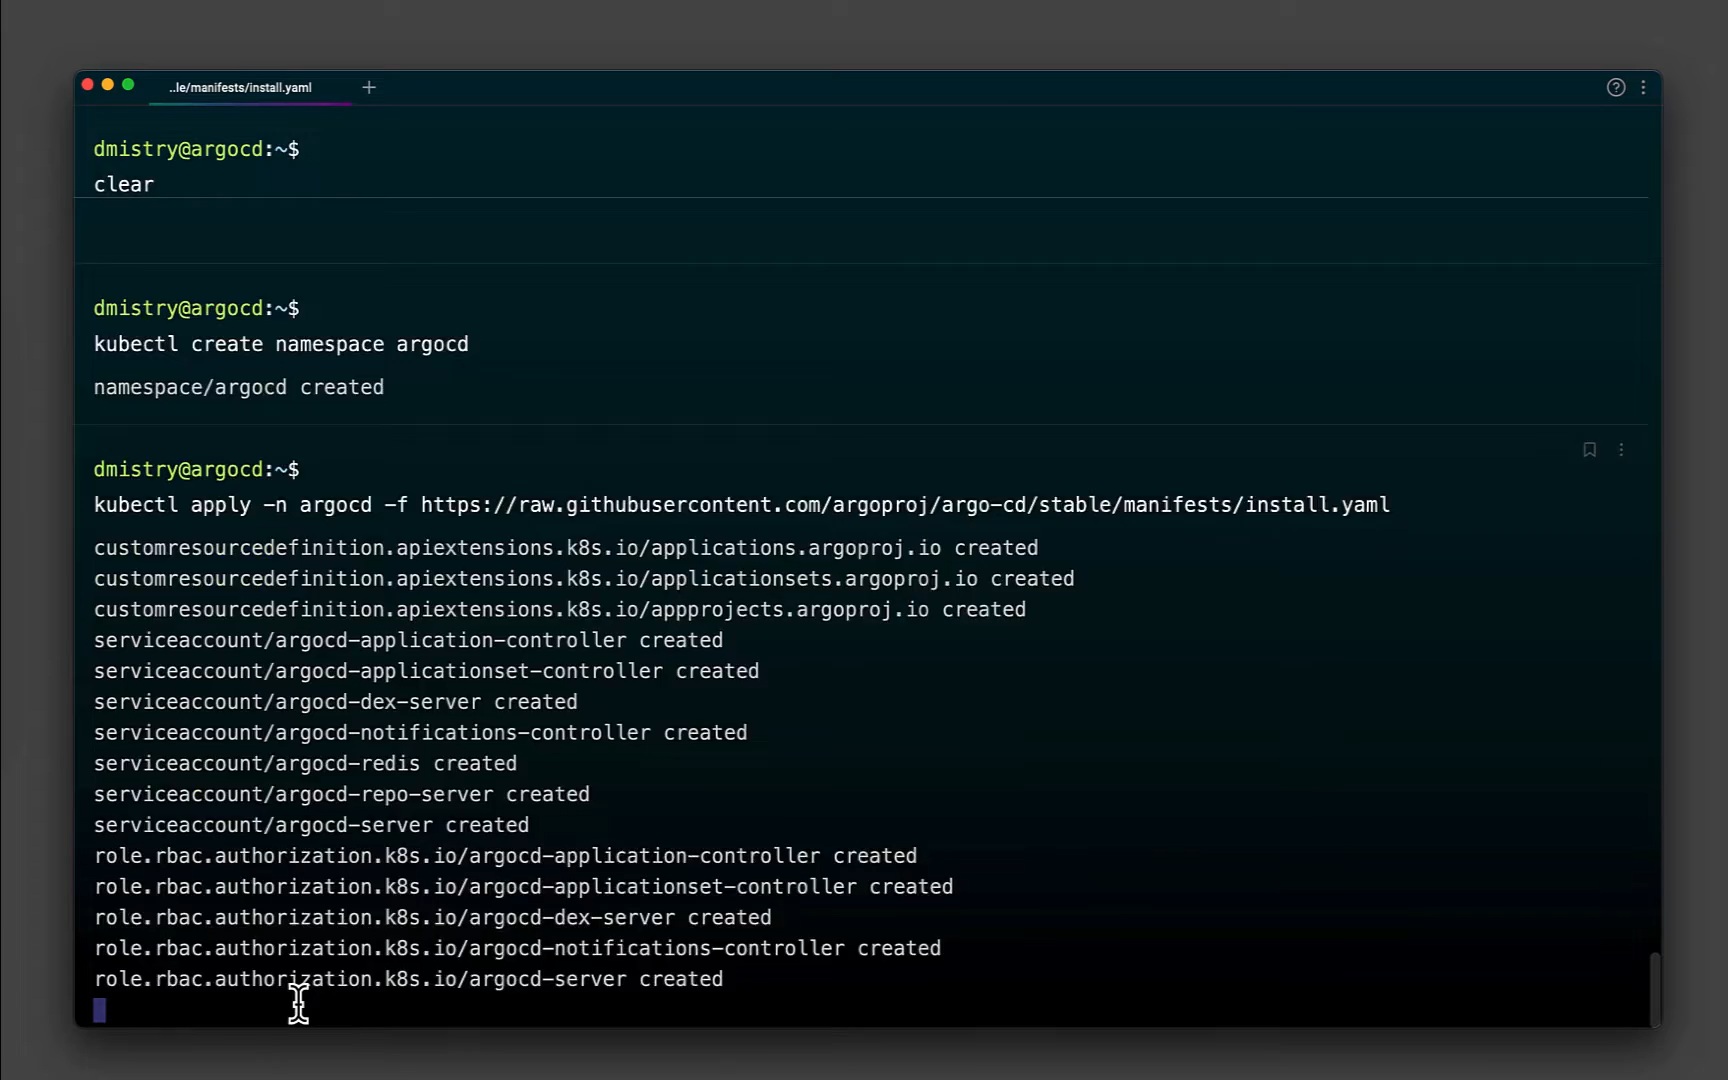 ..le/manifests/install.yaml +
dmistry@argocd:~$
clear
dmistry@argocd:~$
kubectl create namespace argocd
namespace/argocd created
dmistry@argocd:~$
kubectl apply -n argocd -f https://raw.githubusercontent.com/argoproj/argo-cd/stable/manifests/install.yaml
customresourcedefinition.apiextensions.k8s.io/applications.argoproj.io created
customresourcedefinition.apiextensions.k8s.io/applicationsets.argoproj.io created
customresourcedefinition.apiextensions.k8s.io/appprojects.argoproj.io created
serviceaccount/argocd-application-controller created
serviceaccount/argocd-applicationset-controller created
serviceaccount/argocd-dex-server created
serviceaccount/argocd-notifications-controller created
serviceaccount/argocd-redis created
serviceaccount/argocd-repo-server created
serviceaccount/argocd-server created
role.rbac.authorization.k8s.io/argocd-application-controller created
role.rbac.authorization.k8s.io/argocd-applicationset-controller created
role.rbac.authorization.k8s.io/argocd-dex-server created
role.rbac.authorization.k8s.io/argocd-notifications-controller created
role.rbac.authorization.k8s.io/argocd-server created